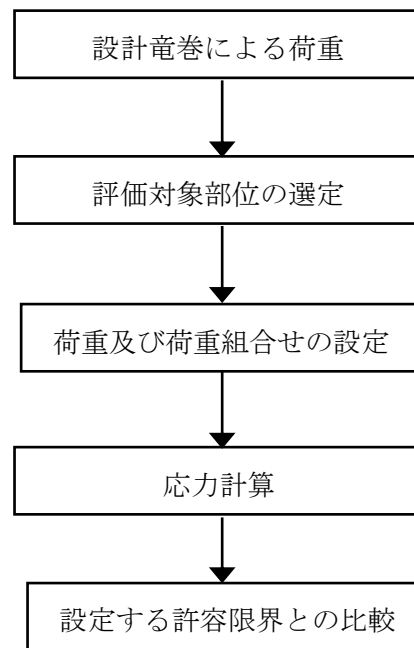 設計竜巻による荷重
評価対象部位の選定
荷重及び荷重組合せの設定
応力計算
設定する許容限界との比較